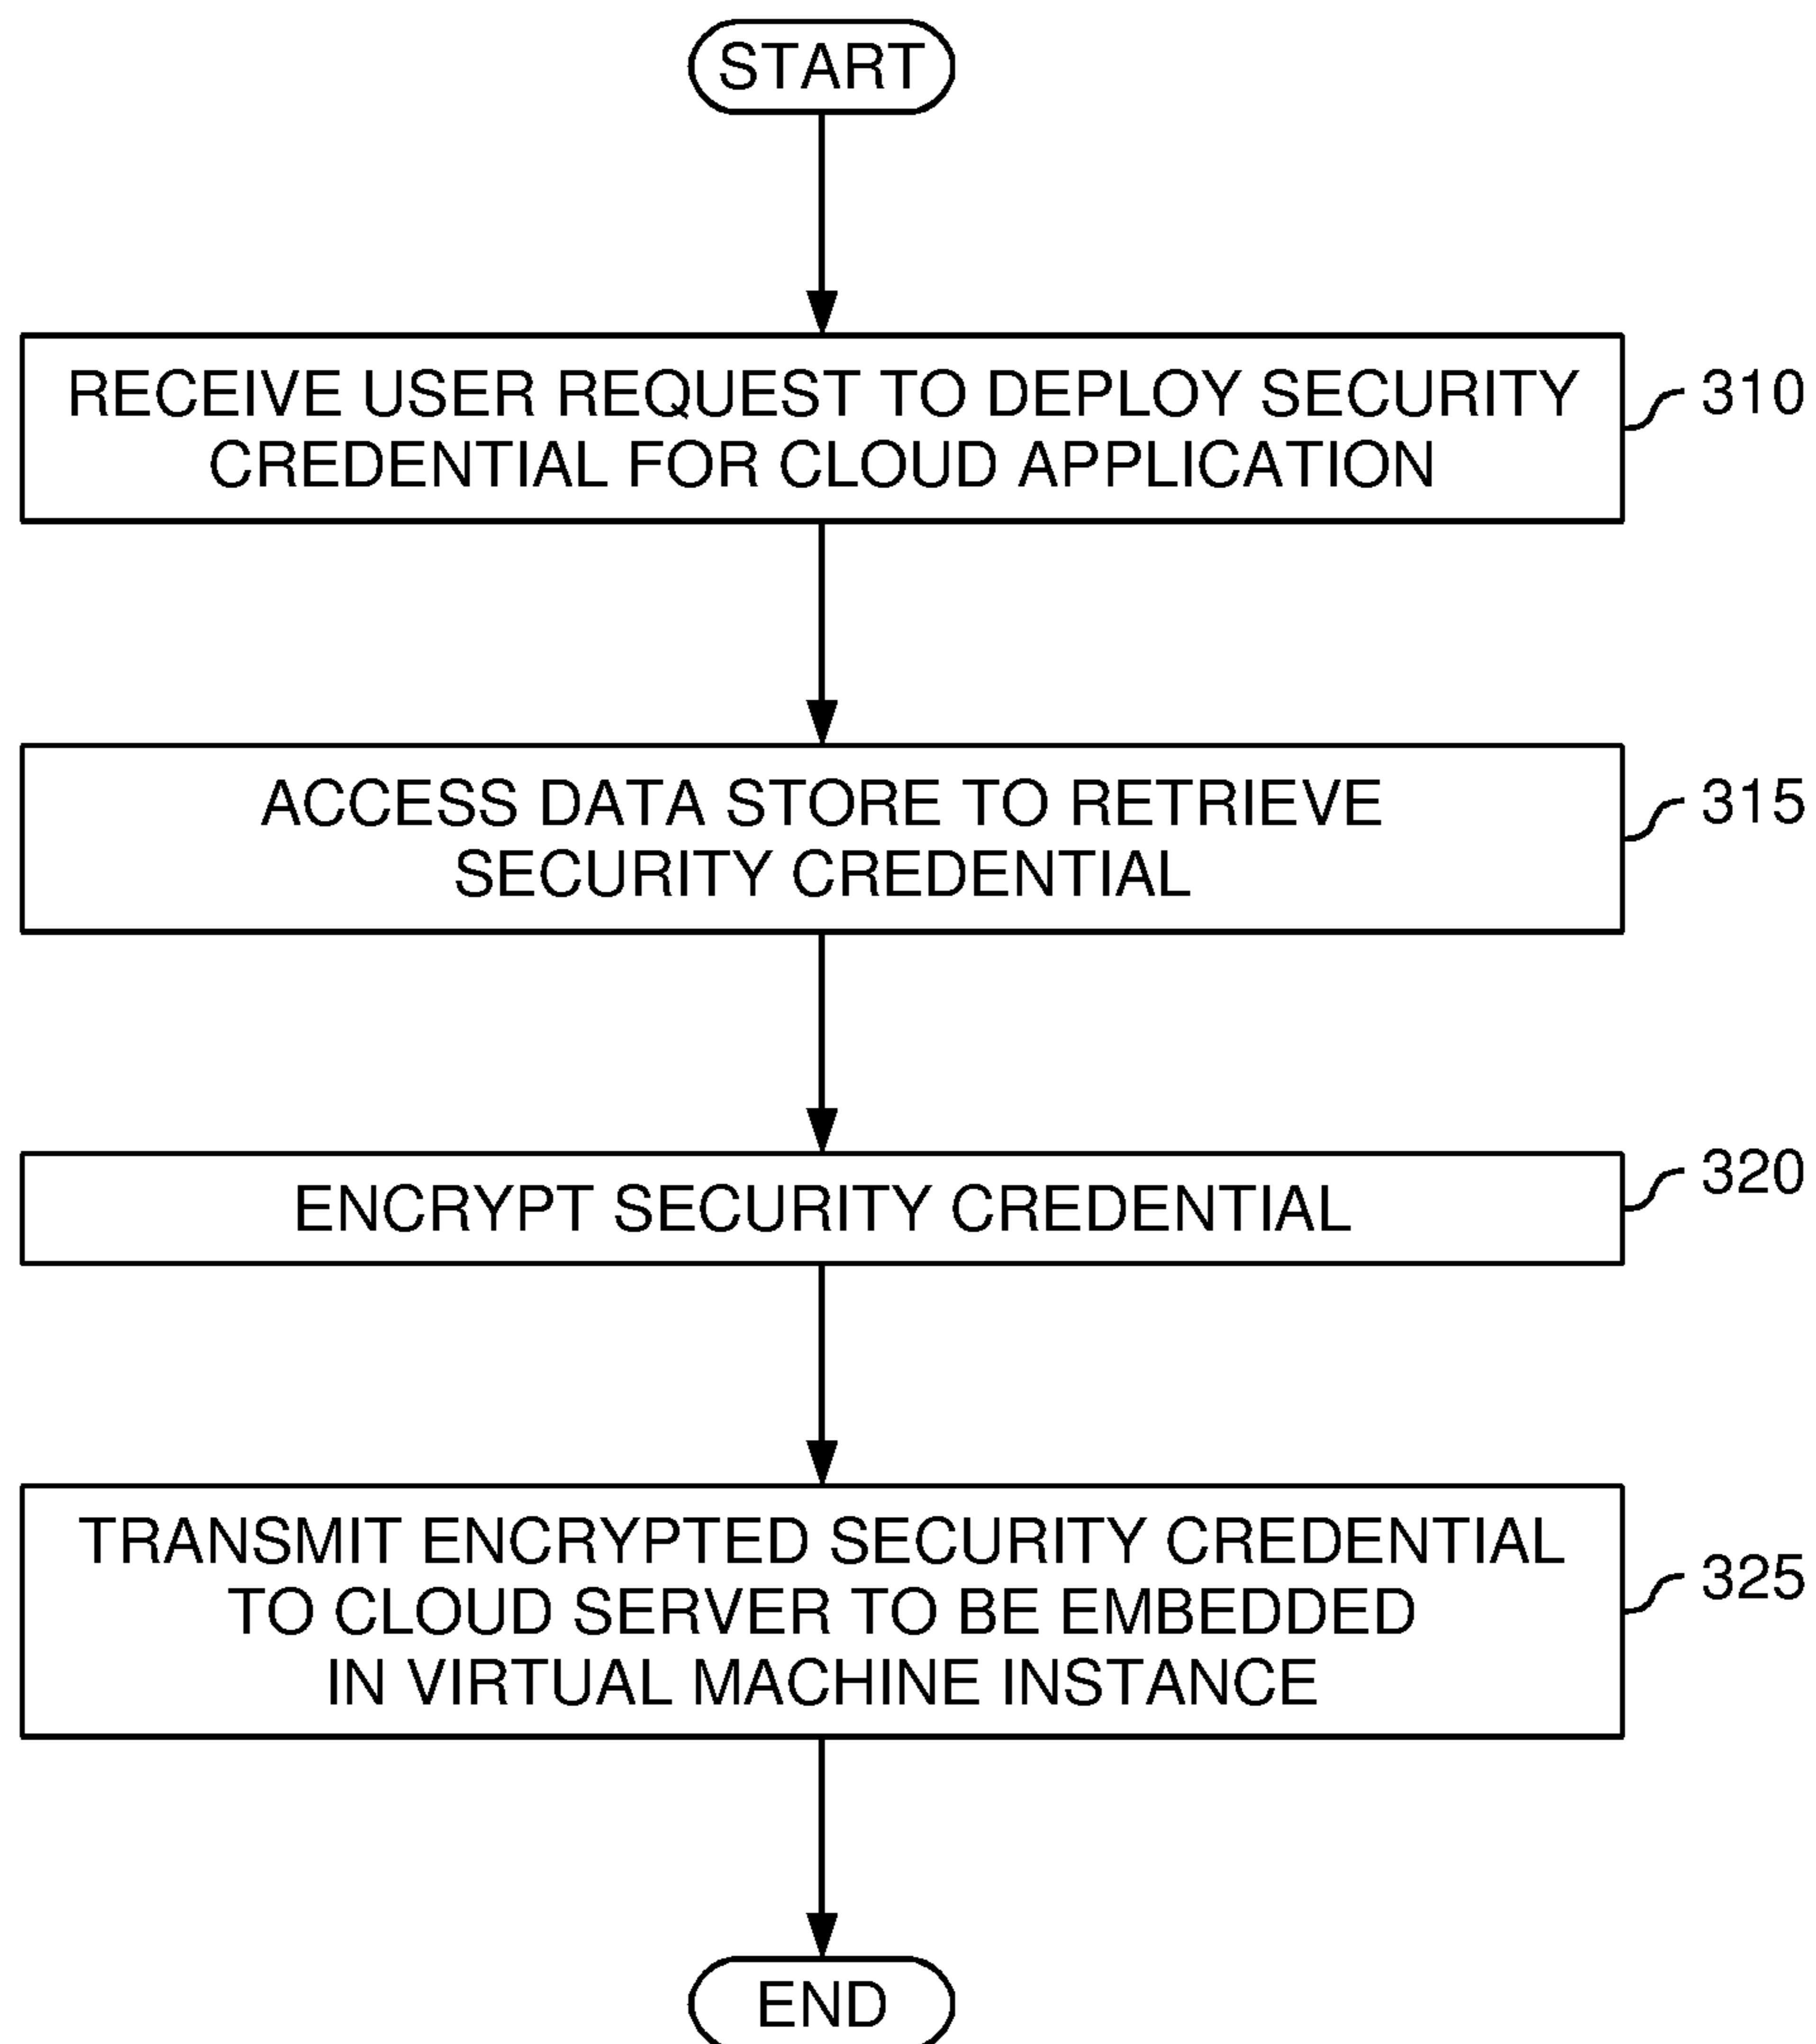 START
RECEIVE USER REQUEST TO DEPLOY SECURITY
CREDENTIAL FOR CLOUD APPLICATION
310
ACCESS DATA STORE TO RETRIEVE
SECURITY CREDENTIAL
315
ENCRYPT SECURITY CREDENTIAL
320
TRANSMIT ENCRYPTED SECURITY CREDENTIAL
TO CLOUD SERVER TO BE EMBEDDED
IN VIRTUAL MACHINE INSTANCE
325
END